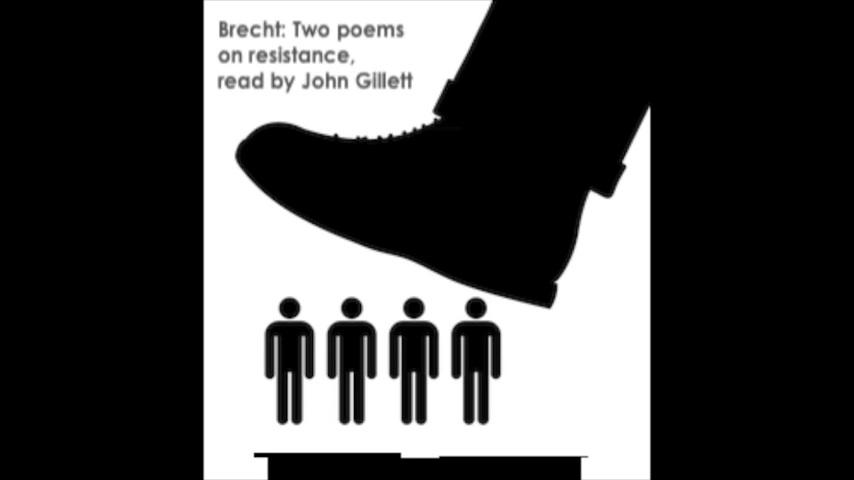 Brecht: Two poems
on resistance,
read by John Gillett